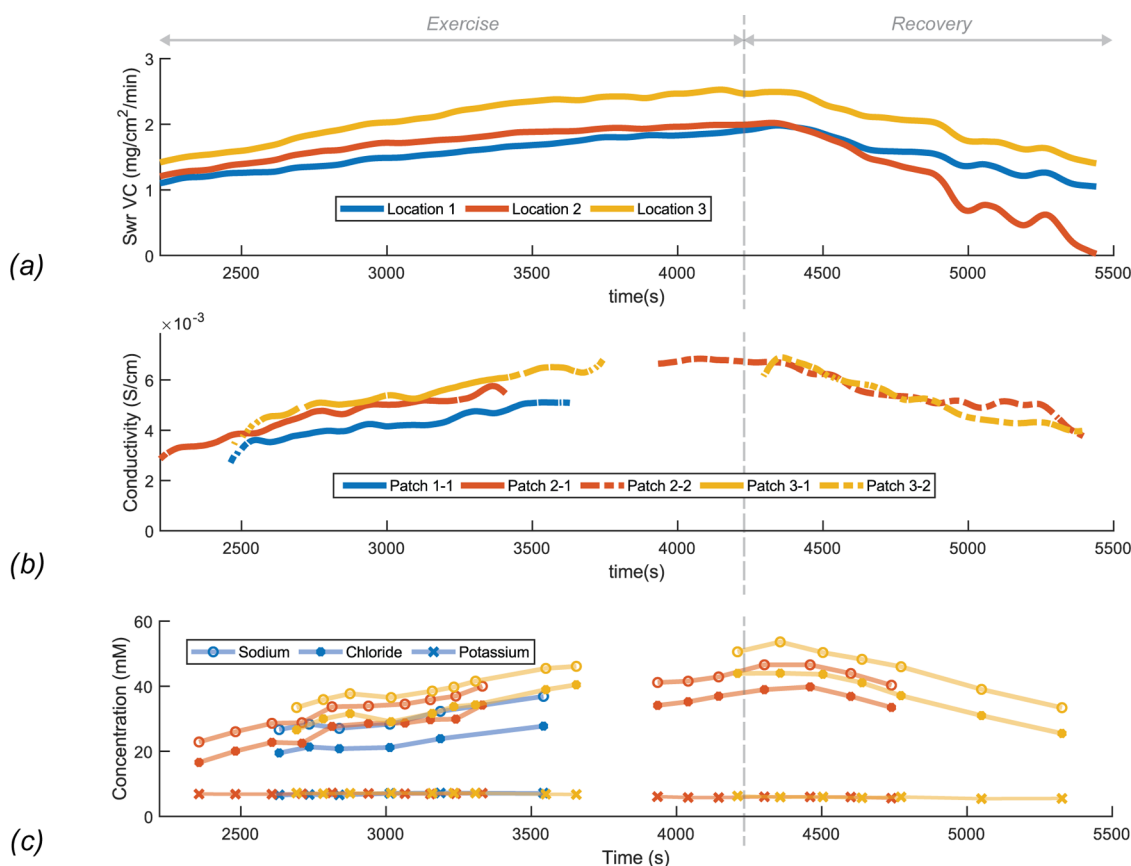 Exercise Recovery
3
2
1
0
Swr VC (mg/cm²/min)
Location 1 Location 2 Location 3
2500 3000 3500 4000 4500 5000 5500
time(s)
(a)
×10⁻³
6
4
2
0
Conductivity (S/cm)
Patch 1-1 Patch 2-1 Patch 2-2 Patch 3-1 Patch 3-2
2500 3000 3500 4000 4500 5000 5500
time(s)
(b)
60
40
20
0
Concentration (mM)
Sodium Chloride Potassium
2500 3000 3500 4000 4500 5000 5500
Time (s)
(c)